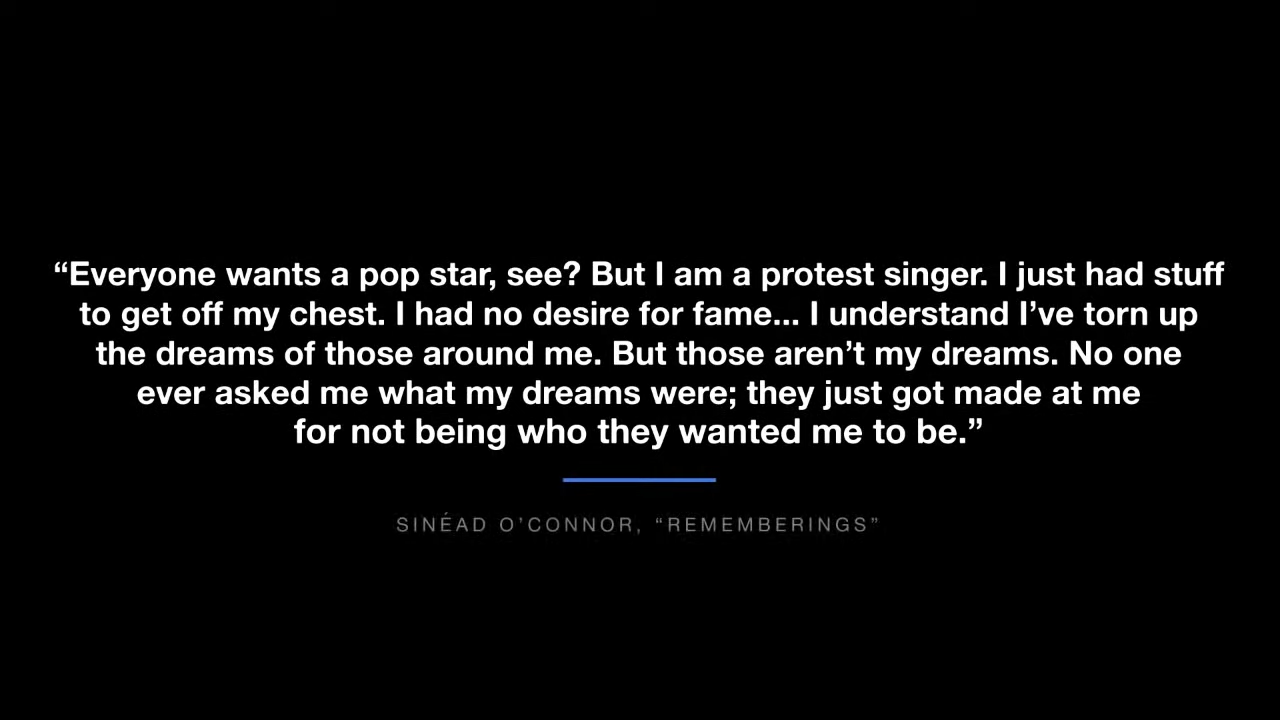 “Everyone wants a pop star, see? But I am a protest singer. I just had stuff
to get off my chest. I had no desire for fame... I understand I’ve torn up
the dreams of those around me. But those aren’t my dreams. No one
ever asked me what my dreams were; they just got made at me
for not being who they wanted me to be.”
SINÉAD O’CONNOR, “REMEMBERINGS”